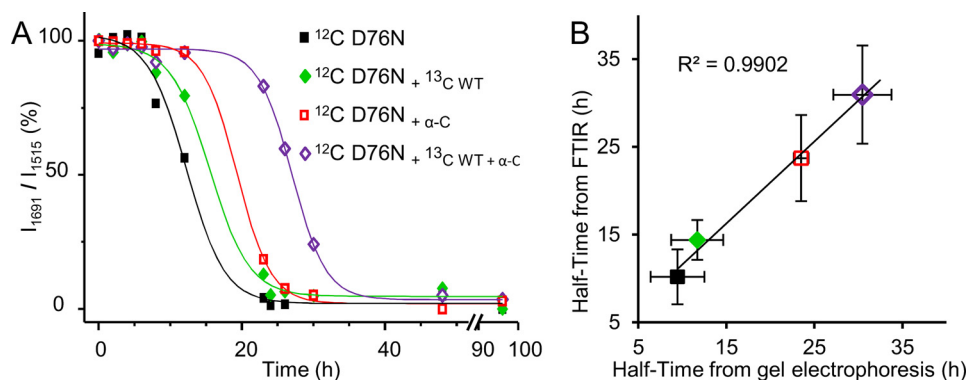 A
I₁₆₉₁ / I₁₅₁₅ (%)
100
50
0
¹²C D76N
¹²C D76N + ¹³C WT
¹²C D76N + α-C
¹²C D76N + ¹³C WT + α-C
0 20 40 90 100
Time (h)
B
Half-Time from FTIR (h)
35
25
15
5
R² = 0.9902
5 15 25 35
Half-Time from gel electrophoresis (h)